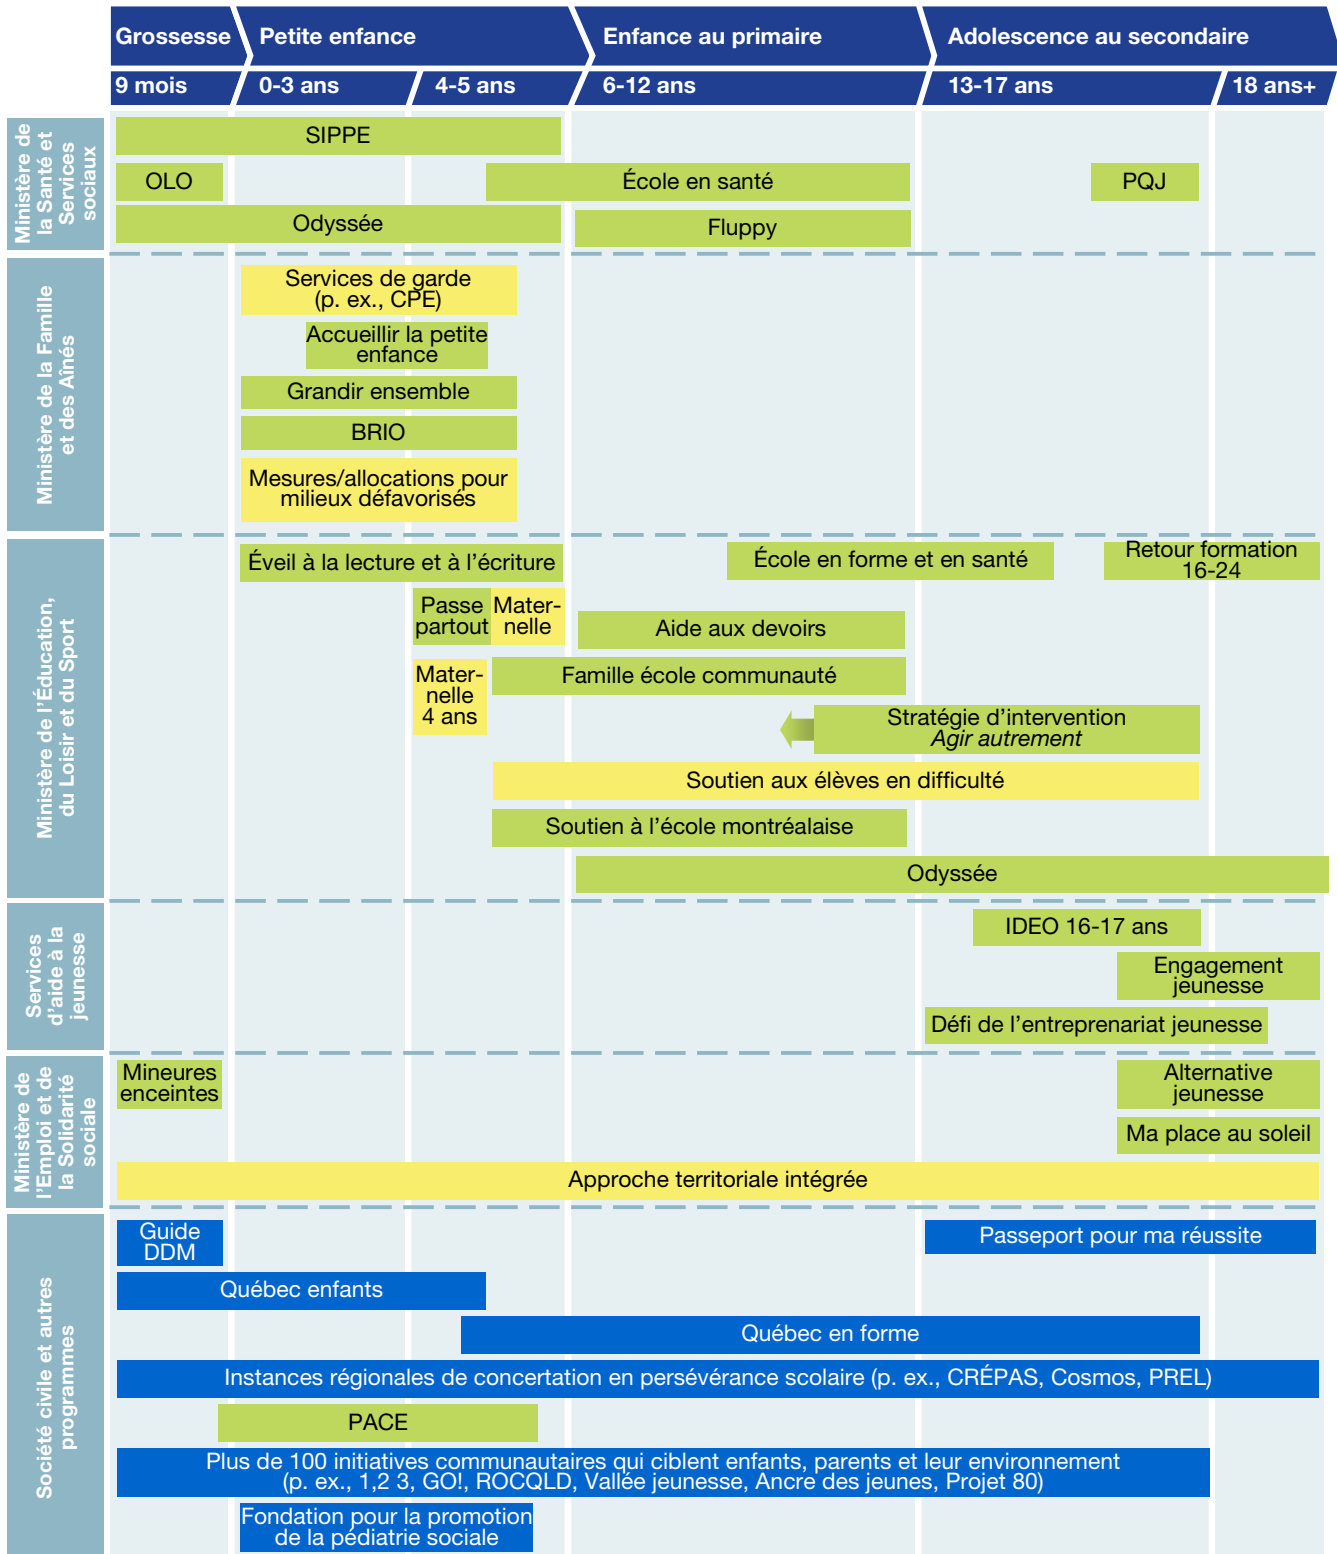 Grossesse
Petite enfance
Enfance au primaire
Adolescence au secondaire
9 mois
0-3 ans
4-5 ans
6-12 ans
13-17 ans
18 ans+
Ministère de
la Santé et
Services
sociaux
SIPPE
OLO
École en santé
PQJ
Odyssée
Fluppy
Ministère de la Famille
et des Aînés
Services de garde
(p. ex., CPE)
Accueillir la petite
enfance
Grandir ensemble
BRIO
Mesures/allocations pour
milieux défavorisés
Ministère de l'Éducation,
du Loisir et du Sport
Éveil à la lecture et à l'écriture
École en forme et en santé
Retour formation
16-24
Passe
partout
Mater-
nelle
Aide aux devoirs
Mater-
nelle
4 ans
Famille école communauté
Stratégie d'intervention
Agir autrement
Soutien aux élèves en difficulté
Soutien à l'école montréalaise
Odyssée
Services
d'aide à la
jeunesse
IDEO 16-17 ans
Engagement
jeunesse
Défi de l'entreprenariat jeunesse
Ministère de
l'Emploi et de
la Solidarité
sociale
Mineures
enceintes
Alternative
jeunesse
Ma place au soleil
Approche territoriale intégrée
Société civile et autres
programmes
Guide
DDM
Passeport pour ma réussite
Québec enfants
Québec en forme
Instances régionales de concertation en persévérance scolaire (p. ex., CRÉPAS, Cosmos, PREL)
PACE
Plus de 100 initiatives communautaires qui ciblent enfants, parents et leur environnement
(p. ex., 1,2 3, GO!, ROCQLD, Vallée jeunesse, Ancre des jeunes, Projet 80)
Fondation pour la promotion
de la pédiatrie sociale